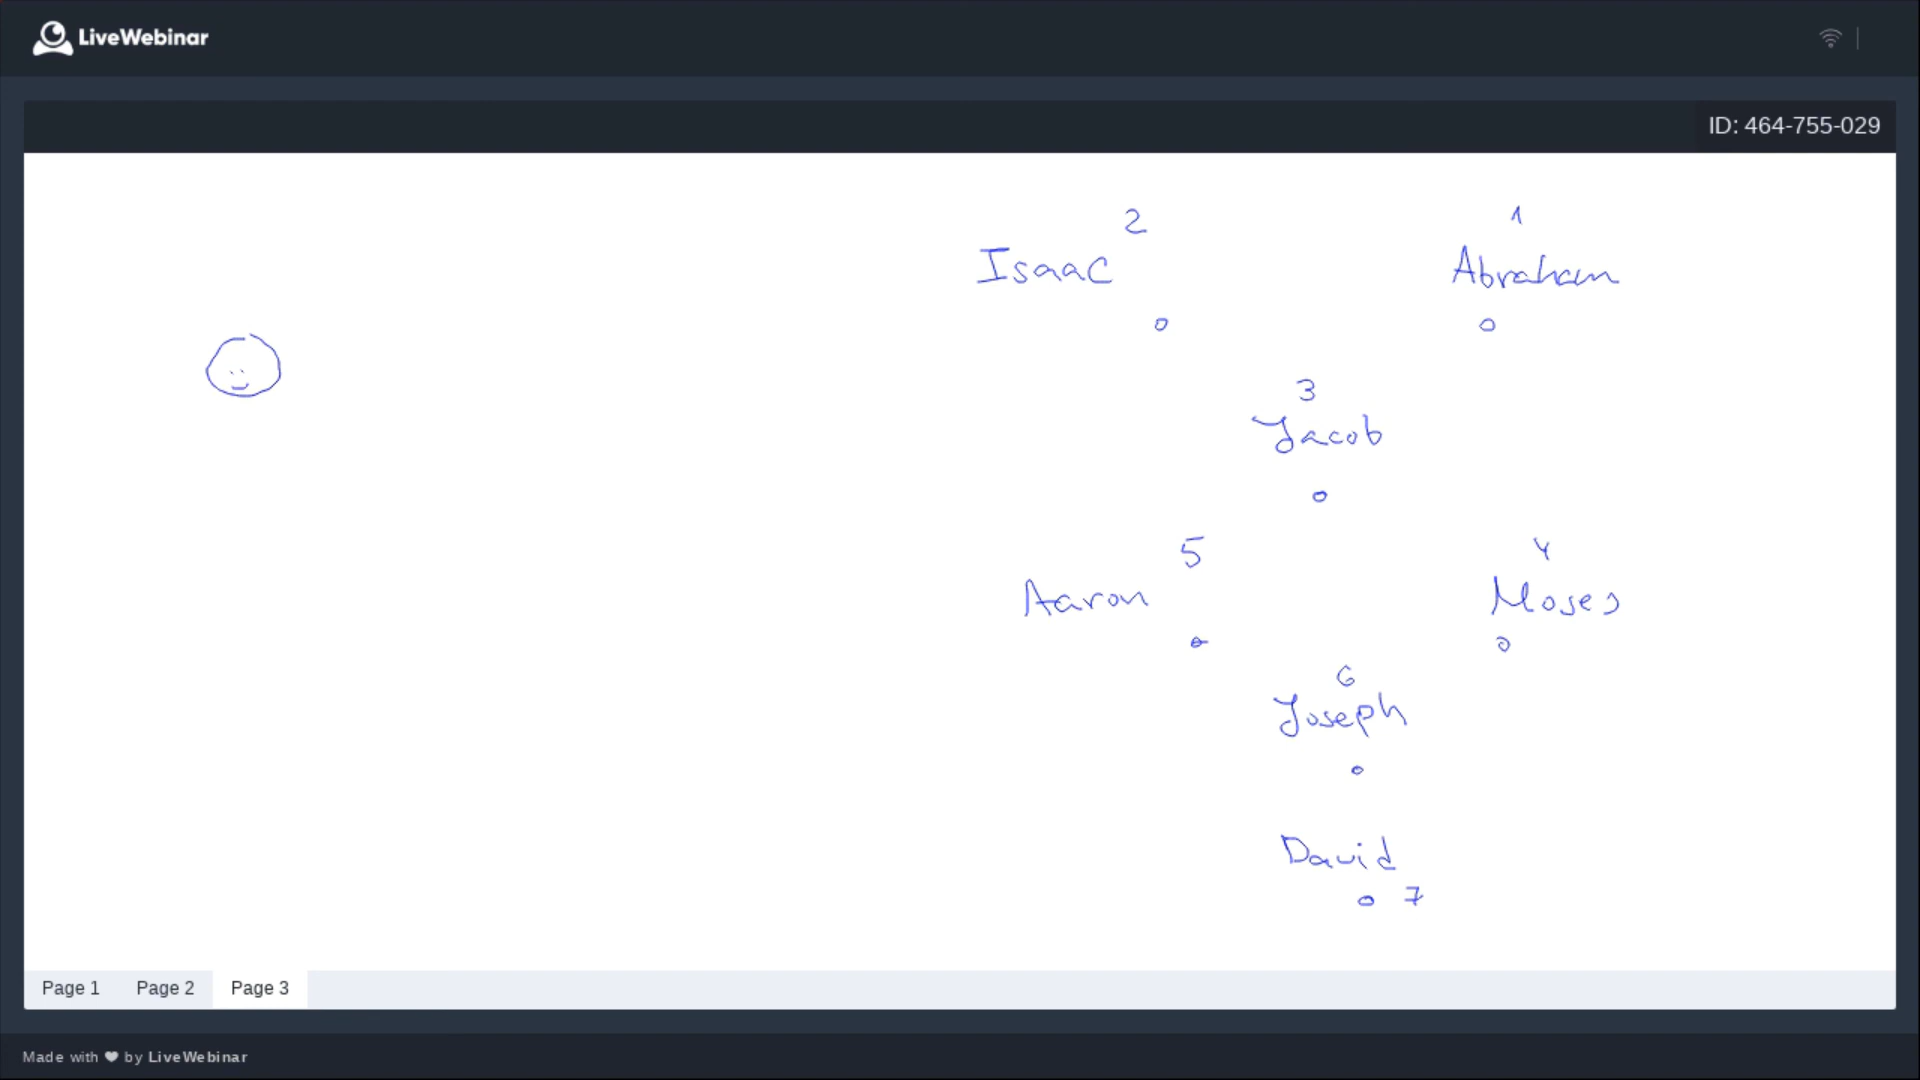 LiveWebinar
ID: 464-755-029
2
1
Isaac
Abraham
3
Jacob
5
4
Aaron
Moses
6
Joseph
David
7
Page 1
Page 2
Page 3
Made with ❤ by LiveWebinar